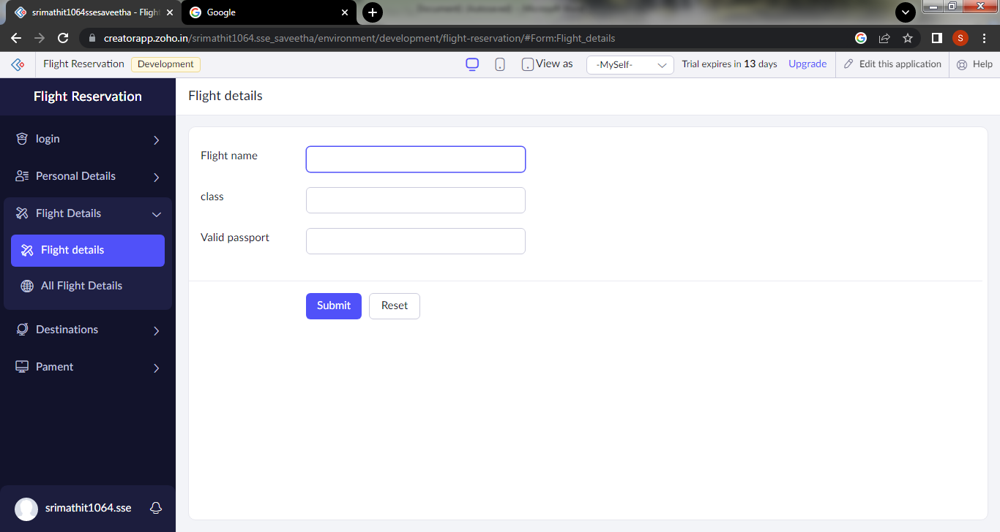 srimathit1064ssesaveetha - Fligh
Google
creatorapp.zoho.in/srimathit1064.sse_saveetha/environment/development/flight-reservation/#Form:Flight_details
S
Flight Reservation
Development
View as
-MySelf-
Trial expires in 13 days
Upgrade
Edit this application
Help
Flight Reservation
Flight details
login
Personal Details
Flight Details
Flight details
All Flight Details
Destinations
Pament
Flight name
class
Valid passport
Submit
Reset
srimathit1064.sse